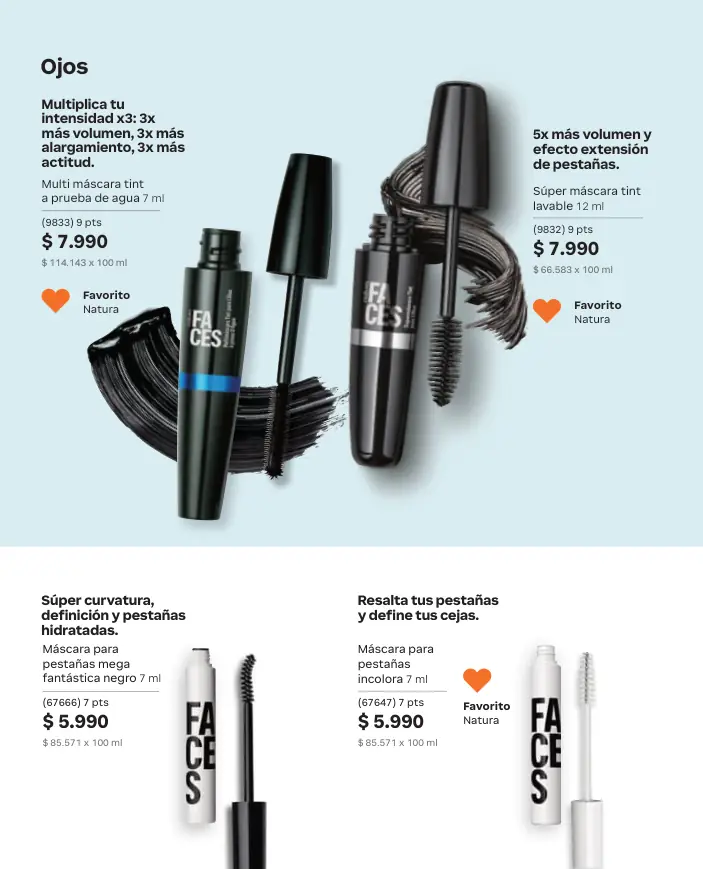 Ojos
Multiplica tu
intensidad x3: 3x
más volumen, 3x más
alargamiento, 3x más
actitud.
Multi máscara tint
a prueba de agua 7 ml
(9833) 9 pts
$ 7.990
$ 114.143 x 100 ml
Favorito
Natura
5x más volumen y
efecto extensión
de pestañas.
Súper máscara tint
lavable 12 ml
(9832) 9 pts
$ 7.990
$ 66.583 x 100 ml
Favorito
Natura
FA
CES
FA
CES
Súper curvatura,
definición y pestañas
hidratadas.
Máscara para
pestañas mega
fantástica negro 7 ml
(67666) 7 pts
$ 5.990
$ 85.571 x 100 ml
FA
CE
S
Resalta tus pestañas
y define tus cejas.
Máscara para
pestañas
incolora 7 ml
(67647) 7 pts
$ 5.990
$ 85.571 x 100 ml
Favorito
Natura
FA
CE
S